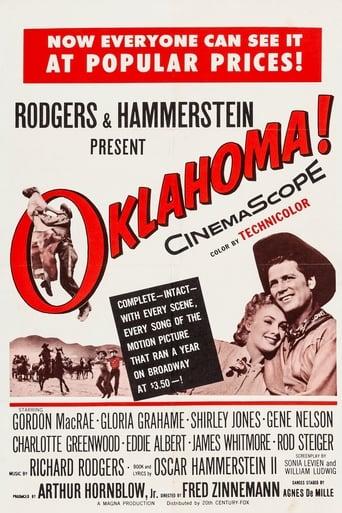 NOW EVERYONE CAN SEE IT
AT POPULAR PRICES!
RODGERS & HAMMERSTEIN
PRESENT
OKLAHOMA!
CINEMASCOPE
COLOR BY TECHNICOLOR
COMPLETE—INTACT—
WITH EVERY SCENE,
EVERY SONG OF THE
MOTION PICTURE
THAT RAN A YEAR
ON BROADWAY
AT $3.50—!
STARRING
GORDON MacRAE • GLORIA GRAHAME • SHIRLEY JONES • GENE NELSON
CHARLOTTE GREENWOOD • EDDIE ALBERT • JAMES WHITMORE • ROD STEIGER
MUSIC BY RICHARD RODGERS • BOOK AND LYRICS BY OSCAR HAMMERSTEIN II
SCREENPLAY BY SONIA LEVIEN and WILLIAM LUDWIG
PRODUCED BY ARTHUR HORNBLOW, Jr. DIRECTED BY FRED ZINNEMANN
DANCES STAGED BY AGNES De MILLE
A MAGNA PRODUCTION Distributed by 20th CENTURY FOX